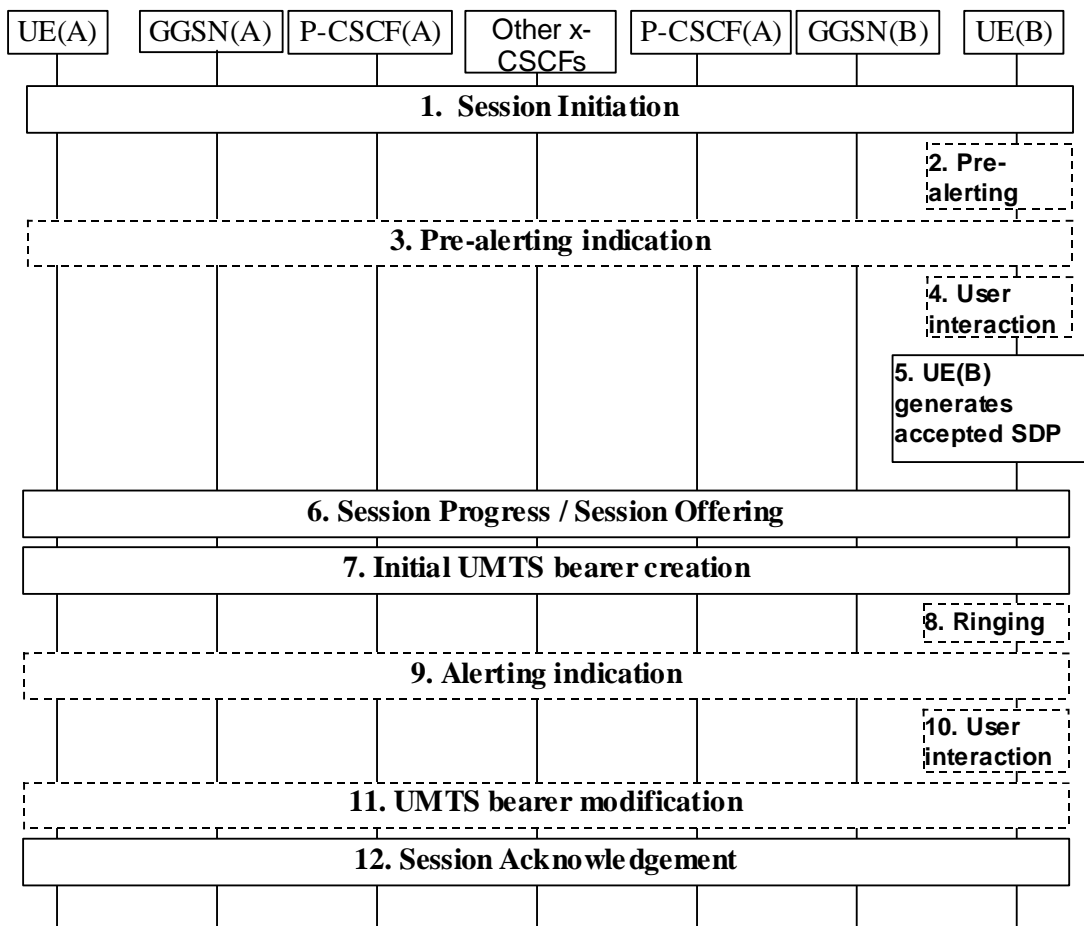 UE(A)
GGSN(A)
P-CSCF(A)
Other x-
CSCFs
P-CSCF(A)
GGSN(B)
UE(B)
1. Session Initiation
2. Pre-
alerting
3. Pre-alerting indication
4. User
interaction
5. UE(B)
generates
accepted SDP
6. Session Progress / Session Offering
7. Initial UMTS bearer creation
8. Ringing
9. Alerting indication
10. User
interaction
11. UMTS bearer modification
12. Session Acknowledgement